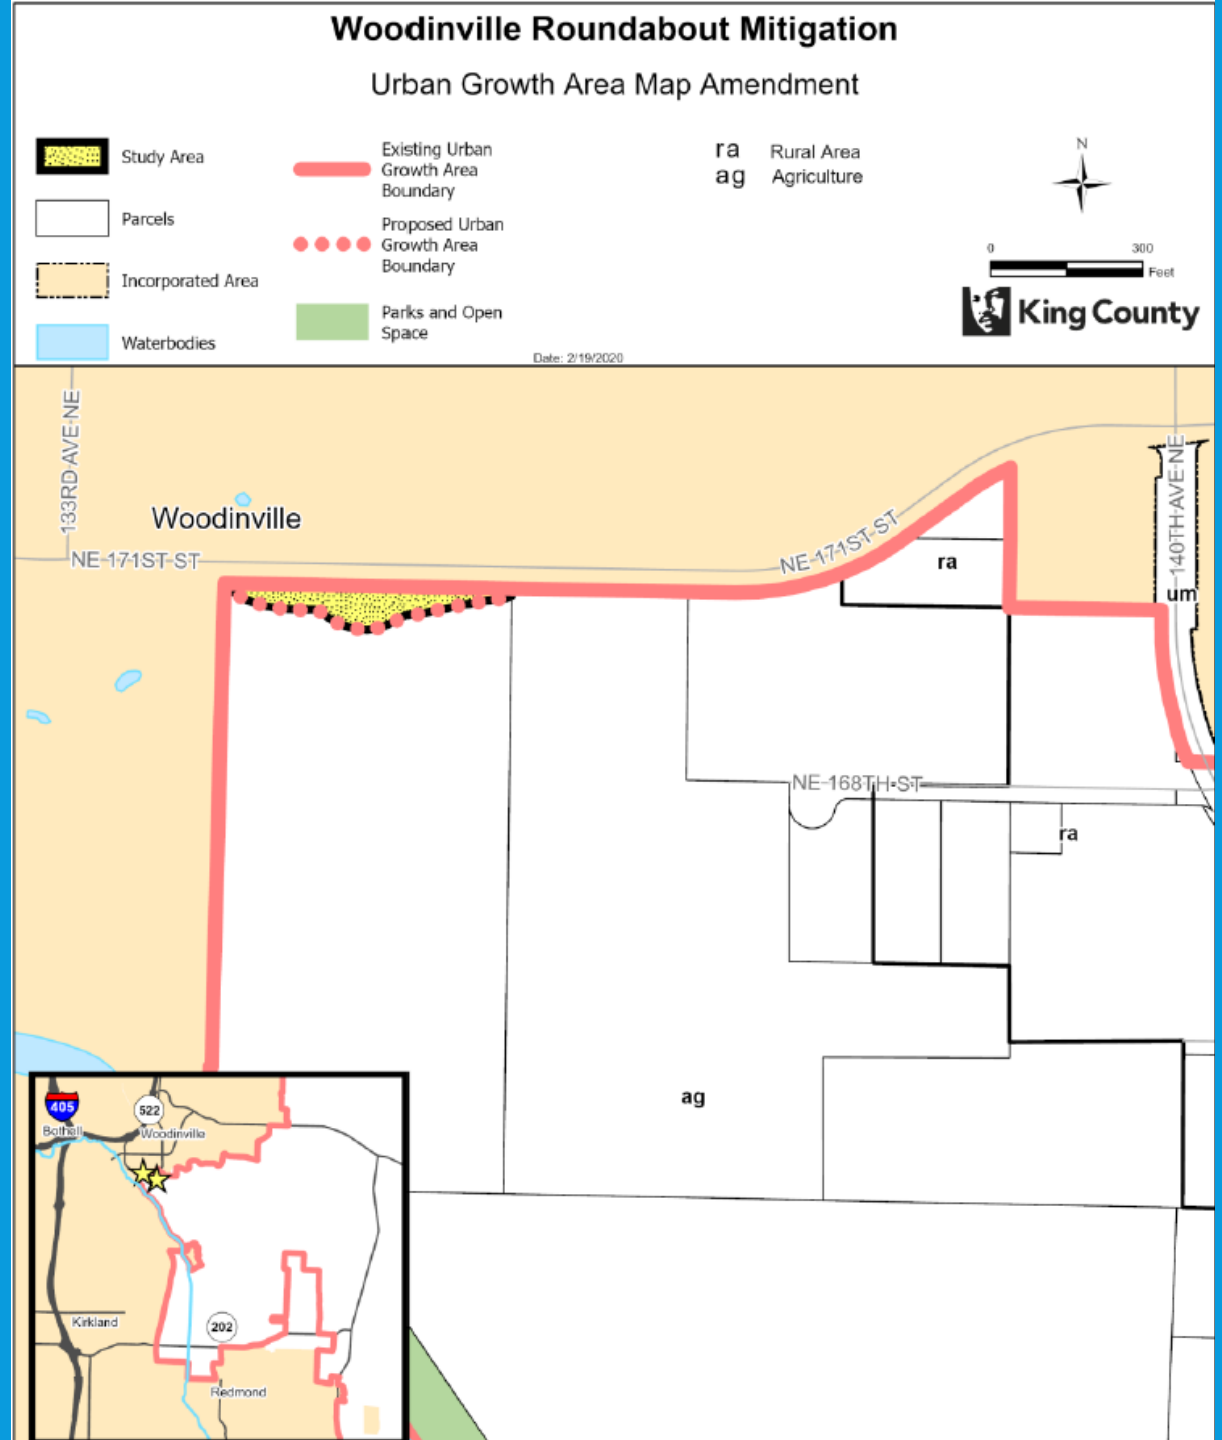 Woodinville Roundabout Mitigation
Urban Growth Area Map Amendment
Study Area
Parcels
Incorporated Area
Waterbodies
Existing Urban
Growth Area
Boundary
Proposed Urban
Growth Area
Boundary
Parks and Open
Space
ra Rural Area
ag Agriculture
N
0 300
Feet
King County
Date: 2/19/2020
133RD AVE NE
Woodinville
NE 171ST ST
NE 171ST ST
140TH AVE NE
ra
um
NE 168TH ST
ra
ag
405
522
Bothell
Woodinville
Kirkland
202
Redmond